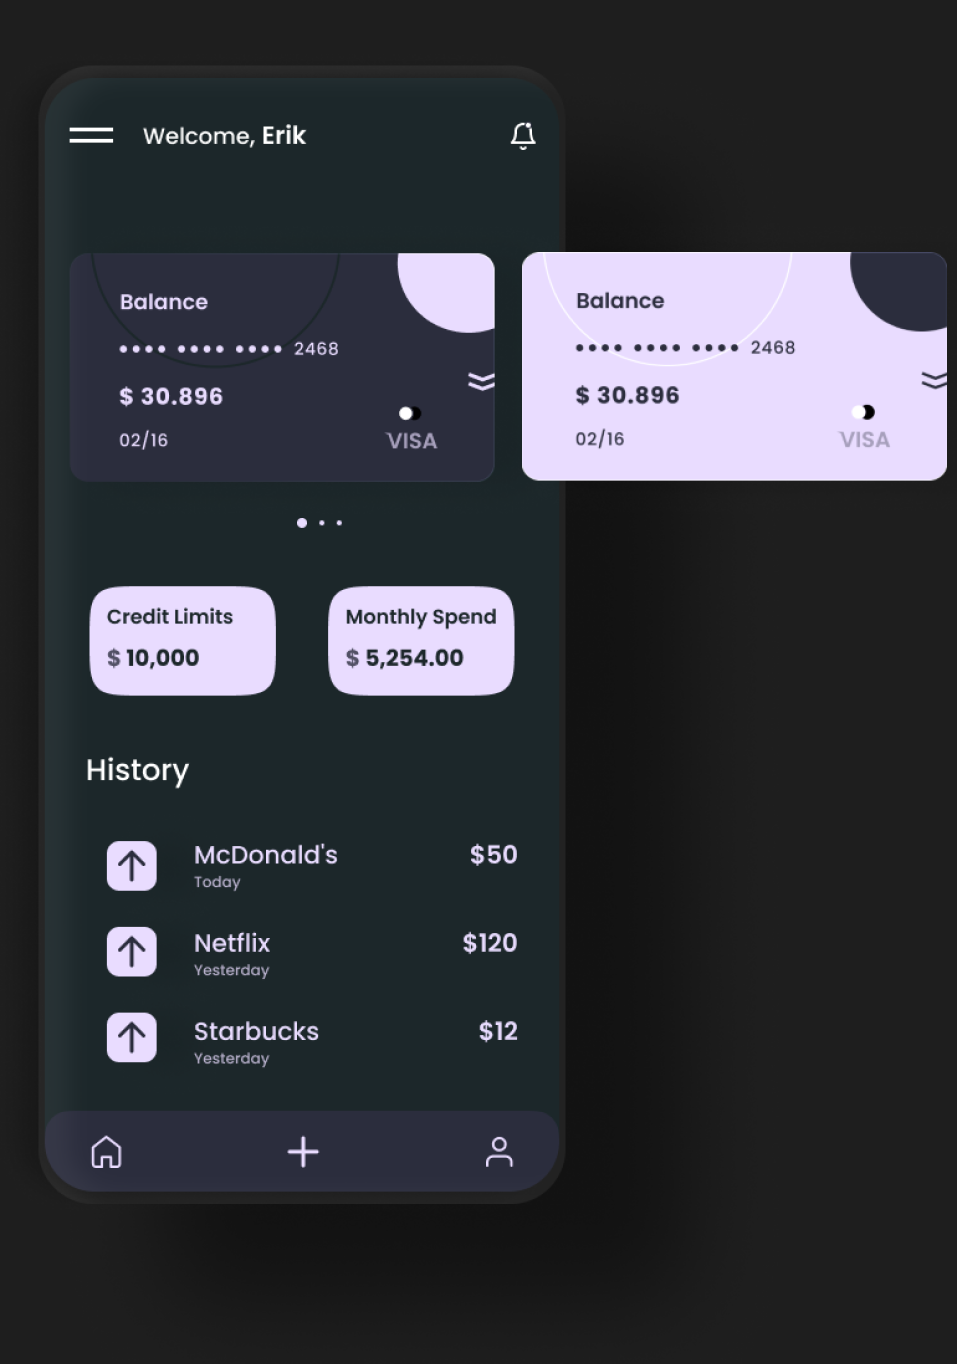 Welcome, Erik
Balance
•••• •••• •••• 2468
$ 30.896
02/16
VISA
Balance
•••• •••• •••• 2468
$ 30.896
02/16
VISA
Credit Limits
$ 10,000
Monthly Spend
$ 5,254.00
History
McDonald's $50
Today
Netflix $120
Yesterday
Starbucks $12
Yesterday